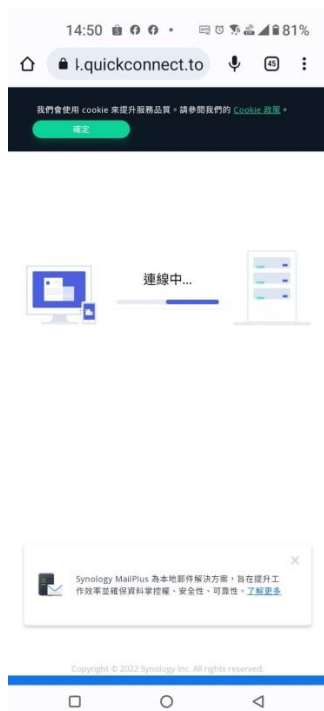 14:50 81%
l.quickconnect.to 45
我們會使用 cookie 來提升服務品質。請參閱我們的 Cookie 政策。
確定
連線中...
Synology MailPlus 為本地郵件解決方案，旨在提升工
作效率並確保資料掌控權、安全性、可靠性。了解更多
Copyright © 2022 Synology Inc. All rights reserved.